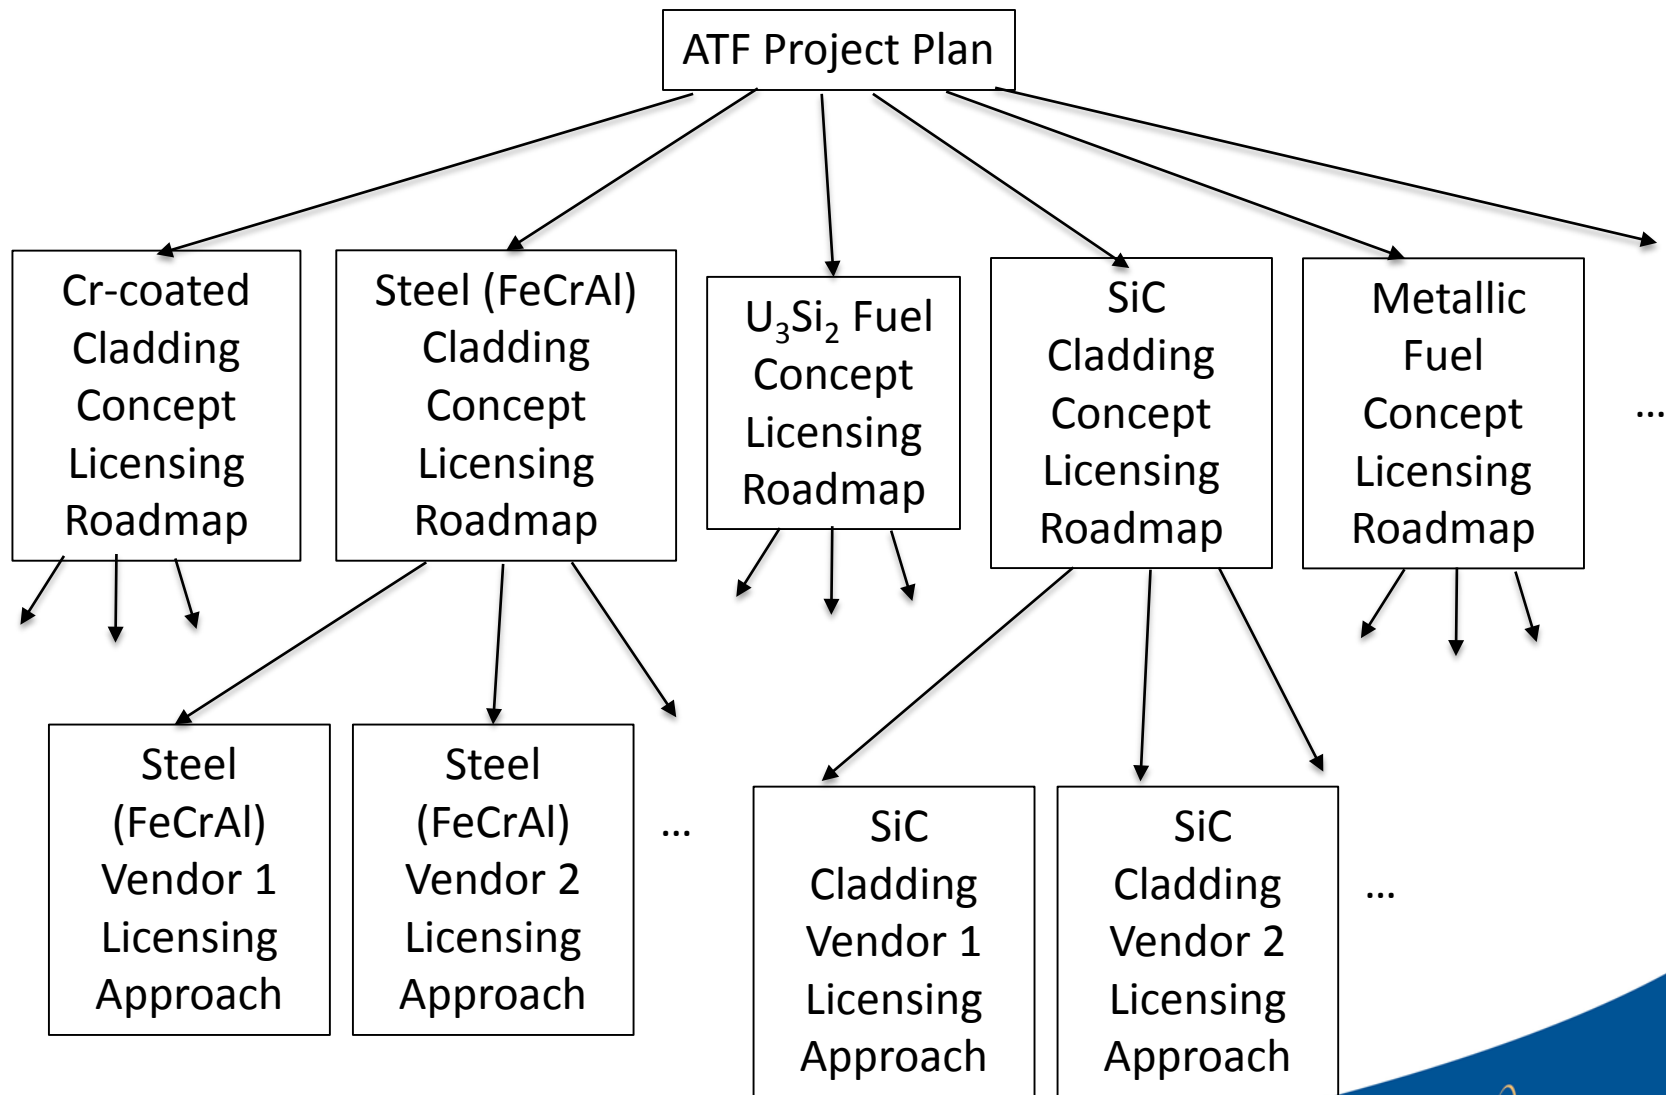 ATF Project Plan
Cr-coated
Cladding
Concept
Licensing
Roadmap
Steel (FeCrAl)
Cladding
Concept
Licensing
Roadmap
U₃Si₂ Fuel
Concept
Licensing
Roadmap
SiC
Cladding
Concept
Licensing
Roadmap
Metallic
Fuel
Concept
Licensing
Roadmap
...
Steel
(FeCrAl)
Vendor 1
Licensing
Approach
Steel
(FeCrAl)
Vendor 2
Licensing
Approach
...
SiC
Cladding
Vendor 1
Licensing
Approach
SiC
Cladding
Vendor 2
Licensing
Approach
...